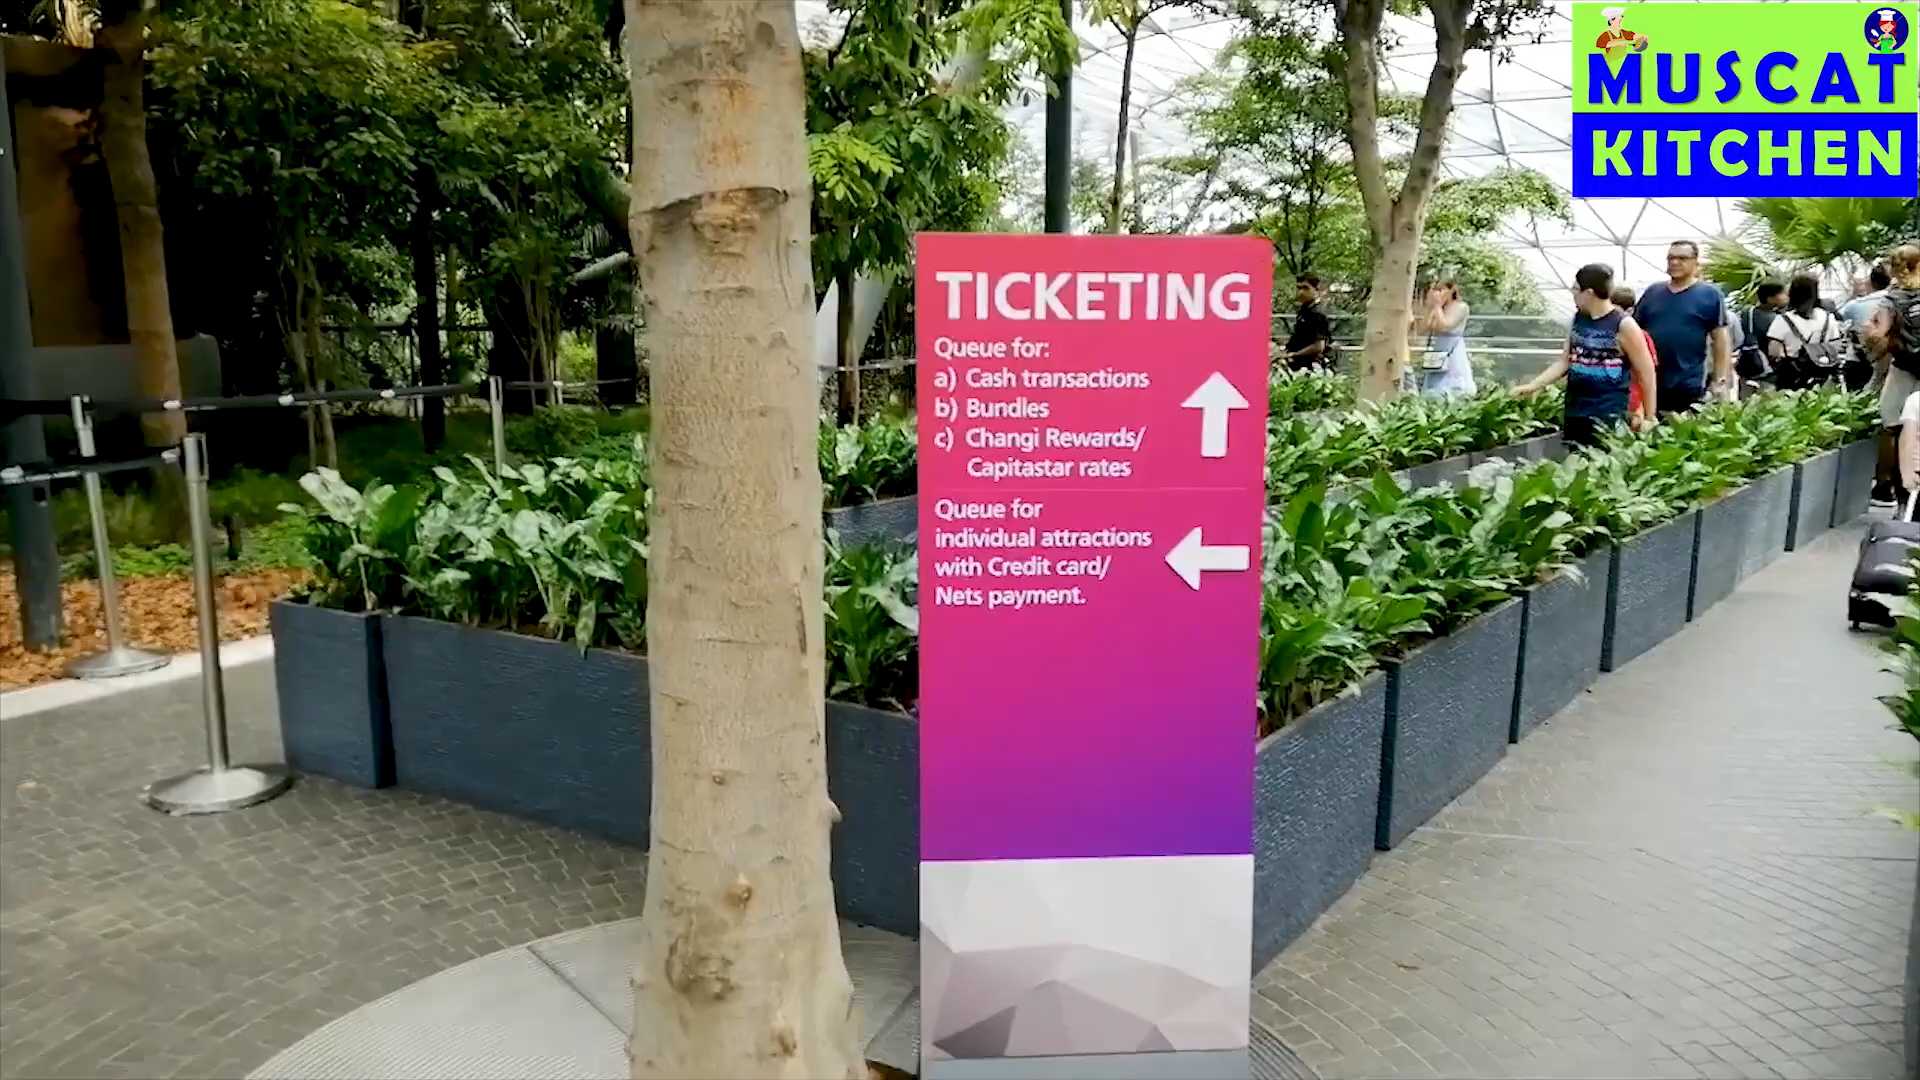 MUSCAT
KITCHEN
TICKETING
Queue for:
a) Cash transactions
b) Bundles
c) Changi Rewards/
Capitastar rates
Queue for
individual attractions
with Credit card/
Nets payment.